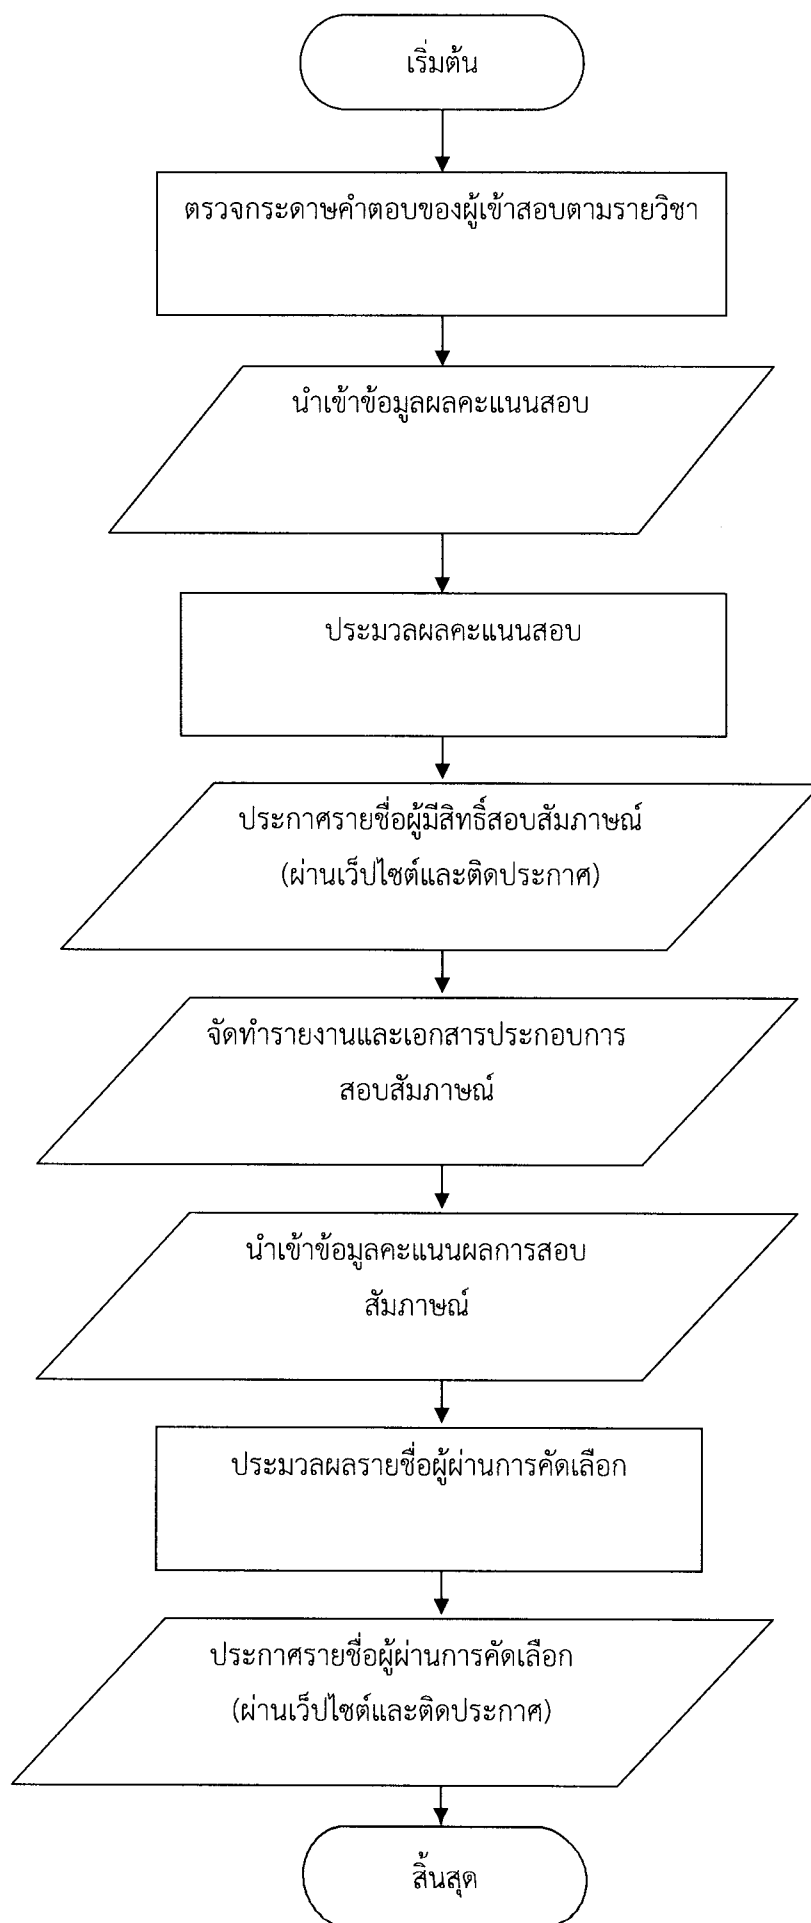 เริ่มต้น
ตรวจกระดาษคำตอบของผู้เข้าสอบตามรายวิชา
นำเข้าข้อมูลผลคะแนนสอบ
ประมวลผลคะแนนสอบ
ประกาศรายชื่อผู้มีสิทธิ์สอบสัมภาษณ์
(ผ่านเว็ปไซต์และติดประกาศ)
จัดทำรายงานและเอกสารประกอบการ
สอบสัมภาษณ์
นำเข้าข้อมูลคะแนนผลการสอบ
สัมภาษณ์
ประมวลผลรายชื่อผู้ผ่านการคัดเลือก
ประกาศรายชื่อผู้ผ่านการคัดเลือก
(ผ่านเว็ปไซต์และติดประกาศ)
สิ้นสุด